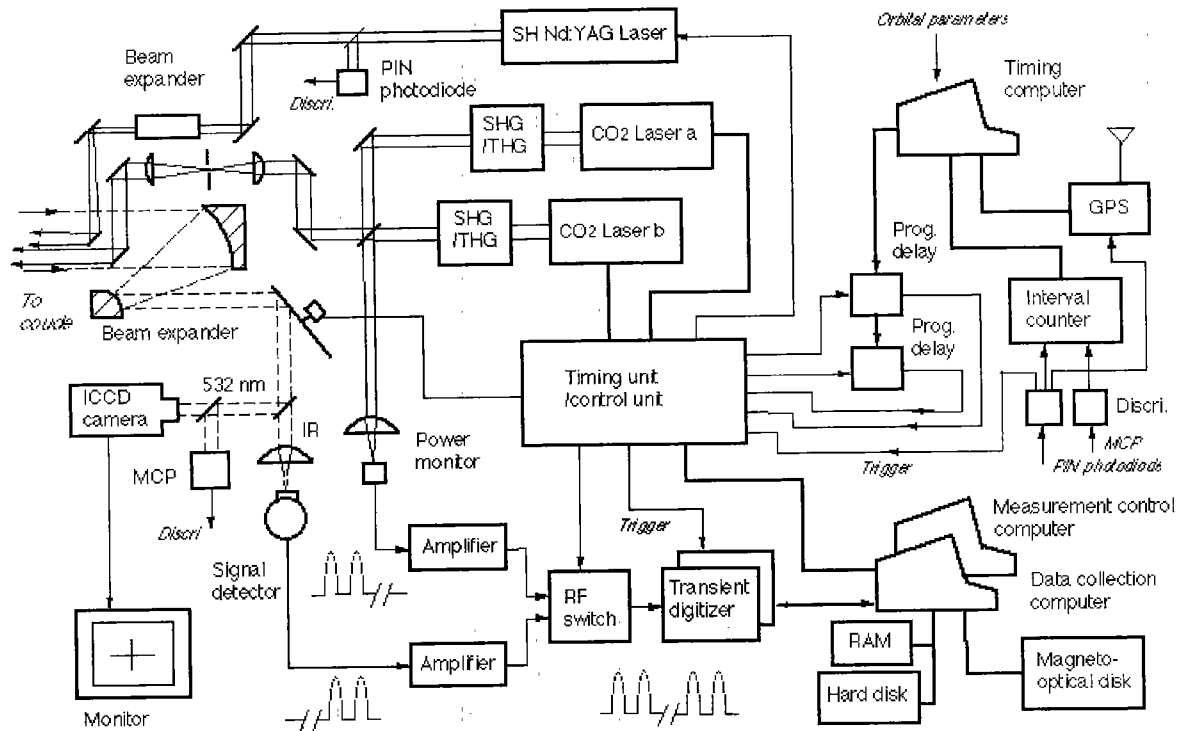 Orbital parameters
SH Nd:YAG Laser
Beam
expander
PIN
photodiode
Discri.
Timing
computer
SHG
/THG
CO2 Laser a
SHG
/THG
CO2 Laser b
GPS
Prog.
delay
To
coude
Beam expander
Interval
counter
Prog.
delay
Timing unit
/control unit
532 nm
ICCD
camera
IR
Discri.
MCP
PIN photodiode
Power
monitor
MCP
Trigger
Discri
Measurement control
computer
Trigger
Amplifier
Signal
detector
RF
switch
Transient
digitizer
Data collection
computer
RAM
Amplifier
Magneto-
optical disk
Hard disk
Monitor